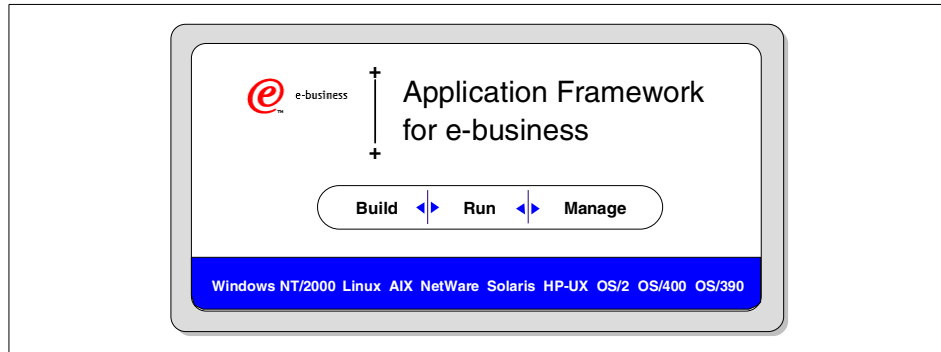 e e-business
TM
Application Framework
for e-business
Build Run Manage
Windows NT/2000 Linux AIX NetWare Solaris HP-UX OS/2 OS/400 OS/390